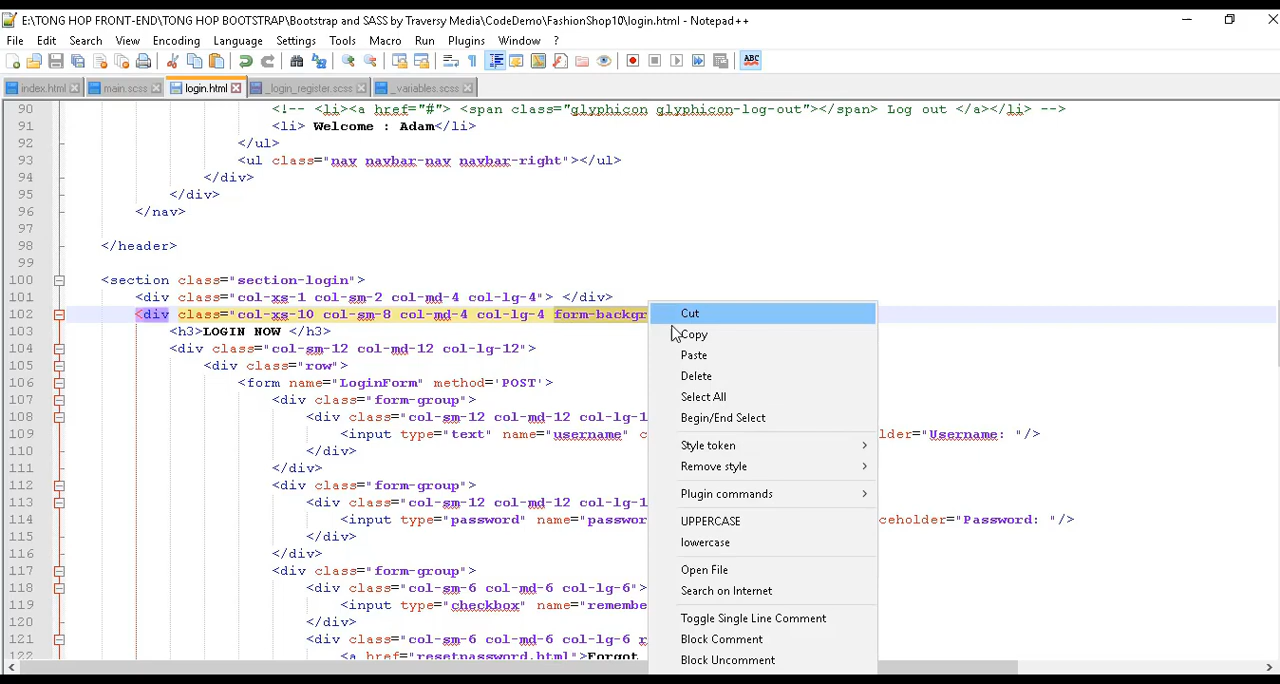 E:\TONG HOP FRONT-END\TONG HOP BOOTSTRAP\Bootstrap and SASS by Traversy Media\CodeDemo\FashionShop10\login.html - Notepad++
File Edit Search View Encoding Language Settings Tools Macro Run Plugins Window ?
ABC
index.html main.scss login.html _login_register.scss _variables.scss
90 <!-- <li><a href="#"> <span class="glyphicon glyphicon-log-out"></span> Log out </a></li> -->
91 <li> Welcome : Adam</li>
92 </ul>
93 <ul class="nav navbar-nav navbar-right"></ul>
94 </div>
95 </div>
96 </nav>
97
98 </header>
99
100 <section class="section-login">
101 <div class="col-xs-1 col-sm-2 col-md-4 col-lg-4"> </div>
102 <div class="col-xs-10 col-sm-8 col-md-4 col-lg-4 form-backgr
103 <h3>LOGIN NOW </h3>
104 <div class="col-sm-12 col-md-12 col-lg-12">
105 <div class="row">
106 <form name="LoginForm" method='POST'>
107 <div class="form-group">
108 <div class="col-sm-12 col-md-12 col-lg-1
109 <input type="text" name="username" c lder="Username: "/>
110 </div>
111 </div>
112 <div class="form-group">
113 <div class="col-sm-12 col-md-12 col-lg-1
114 <input type="password" name="passwor ceholder="Password: "/>
115 </div>
116 </div>
117 <div class="form-group">
118 <div class="col-sm-6 col-md-6 col-lg-6">
119 <input type="checkbox" name="remembe
120 </div>
121 <div class="col-sm-6 col-md-6 col-lg-6 r
122 <a href="resetpassword.html">Forgot
Cut
Copy
Paste
Delete
Select All
Begin/End Select
Style token
Remove style
Plugin commands
UPPERCASE
lowercase
Open File
Search on Internet
Toggle Single Line Comment
Block Comment
Block Uncomment